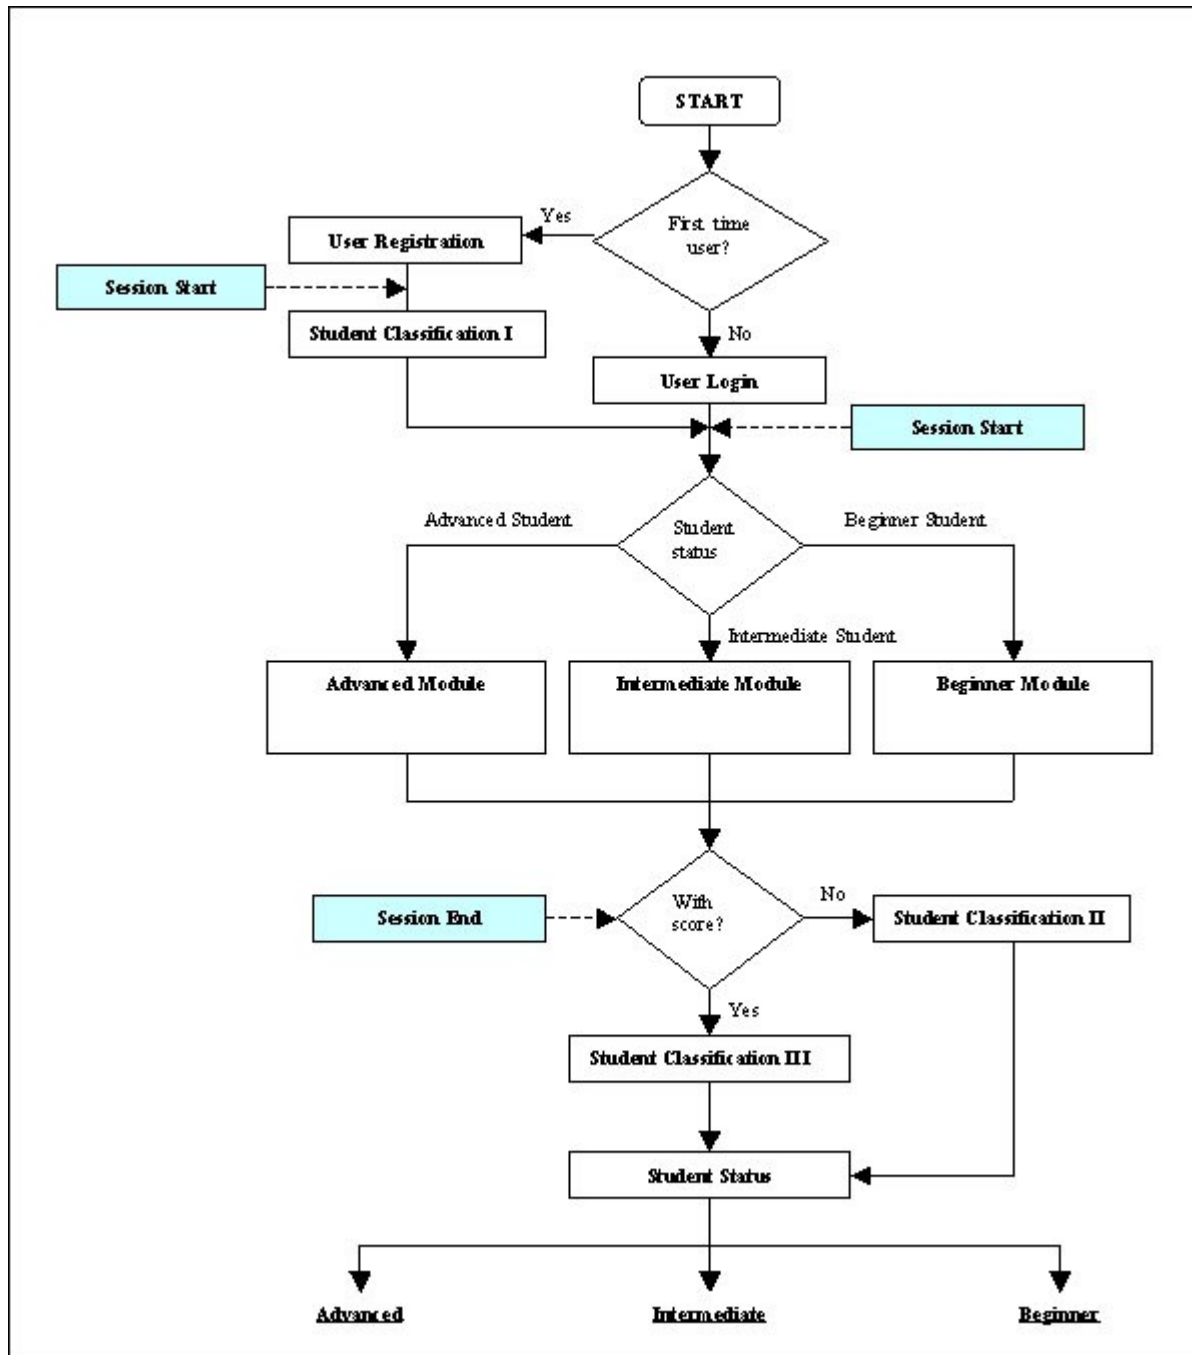 START
First time
user?
Yes
User Registration
Session Start
Student Classification I
No
User Login
Session Start
Advanced Student
Student
status
Beginner Student
Intermediate Student
Advanced Module
Intermediate Module
Beginner Module
With
score?
No
Session End
Student Classification II
Yes
Student Classification III
Student Status
Advanced
Intermediate
Beginner